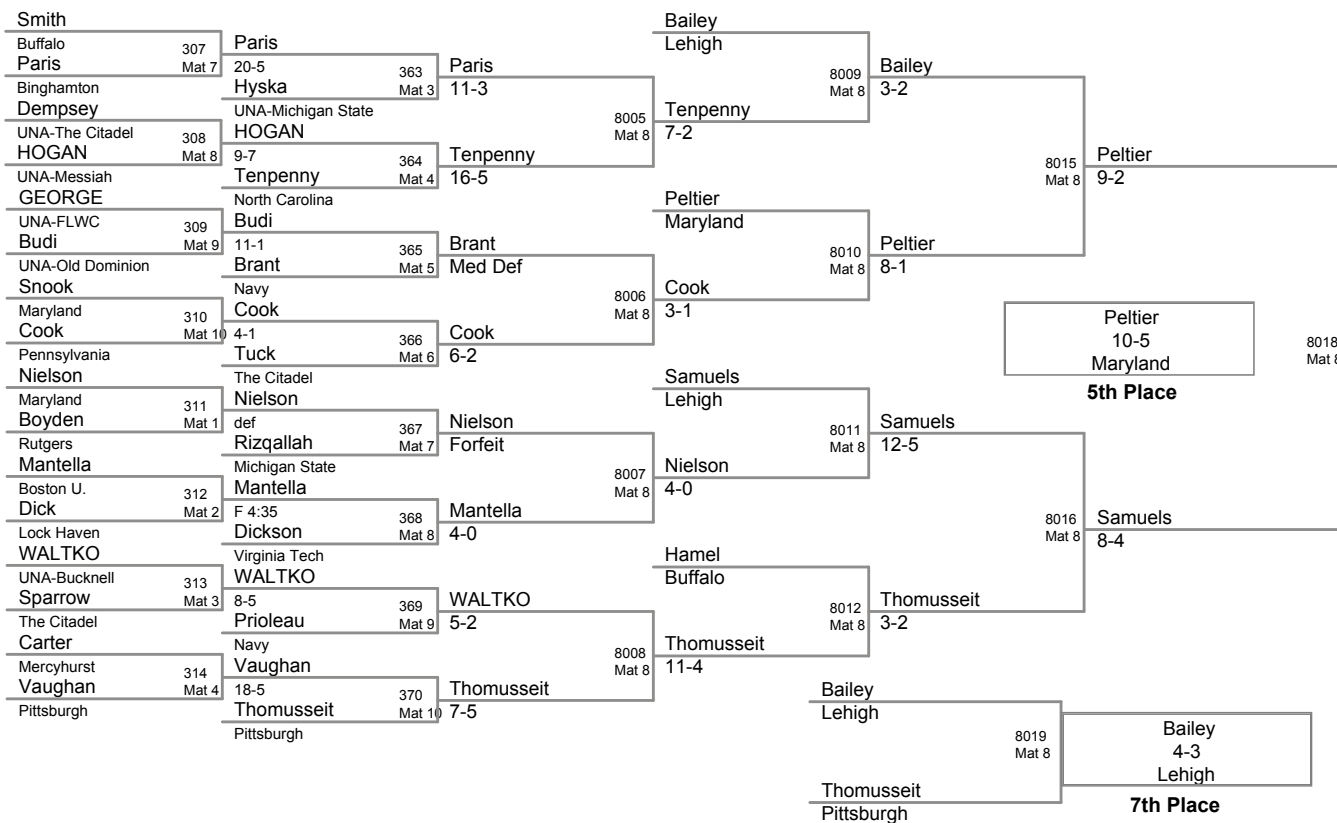 Smith
Buffalo
307
Paris
Mat 7
Binghamton
Dempsey
UNA-The Citadel
308
HOGAN
Mat 8
UNA-Messiah
GEORGE
UNA-FLWC
309
Budi
Mat 9
UNA-Old Dominion
Snook
Maryland
310
Cook
Mat 10
Pennsylvania
Nielson
Maryland
311
Boyden
Mat 1
Rutgers
Mantella
Boston U.
312
Dick
Mat 2
Lock Haven
WALTKO
UNA-Bucknell
313
Sparrow
Mat 3
The Citadel
Carter
Mercyhurst
314
Vaughan
Mat 4
Pittsburgh
Paris
20-5
363
Hyska
Mat 3
UNA-Michigan State
HOGAN
9-7
364
Tenpenny
Mat 4
North Carolina
Budi
11-1
365
Brant
Mat 5
Navy
Cook
4-1
366
Tuck
Mat 6
The Citadel
Nielson
def
367
Rizqallah
Mat 7
Michigan State
Mantella
F 4:35
368
Dickson
Mat 8
Virginia Tech
WALTKO
8-5
369
Prioleau
Mat 9
Navy
Vaughan
18-5
370
Thomusseit
Mat 10
Pittsburgh
Paris
11-3
8005
Mat 8
Tenpenny
16-5
Brant
Med Def
8006
Mat 8
Cook
6-2
Nielson
Forfeit
8007
Mat 8
Mantella
4-0
WALTKO
5-2
8008
Mat 8
Thomusseit
7-5
Bailey
Lehigh
8009
Mat 8
Tenpenny
7-2
Peltier
Maryland
8010
Mat 8
Cook
3-1
Samuels
Lehigh
8011
Mat 8
Nielson
4-0
Hamel
Buffalo
8012
Mat 8
Thomusseit
11-4
Bailey
3-2
8015
Mat 8
Peltier
8-1
Samuels
12-5
8016
Mat 8
Thomusseit
3-2
Peltier
9-2
Peltier
10-5
Maryland
5th Place
8018
Mat 8
Samuels
8-4
Bailey
Lehigh
8019
Mat 8
Thomusseit
Pittsburgh
Bailey
4-3
Lehigh
7th Place